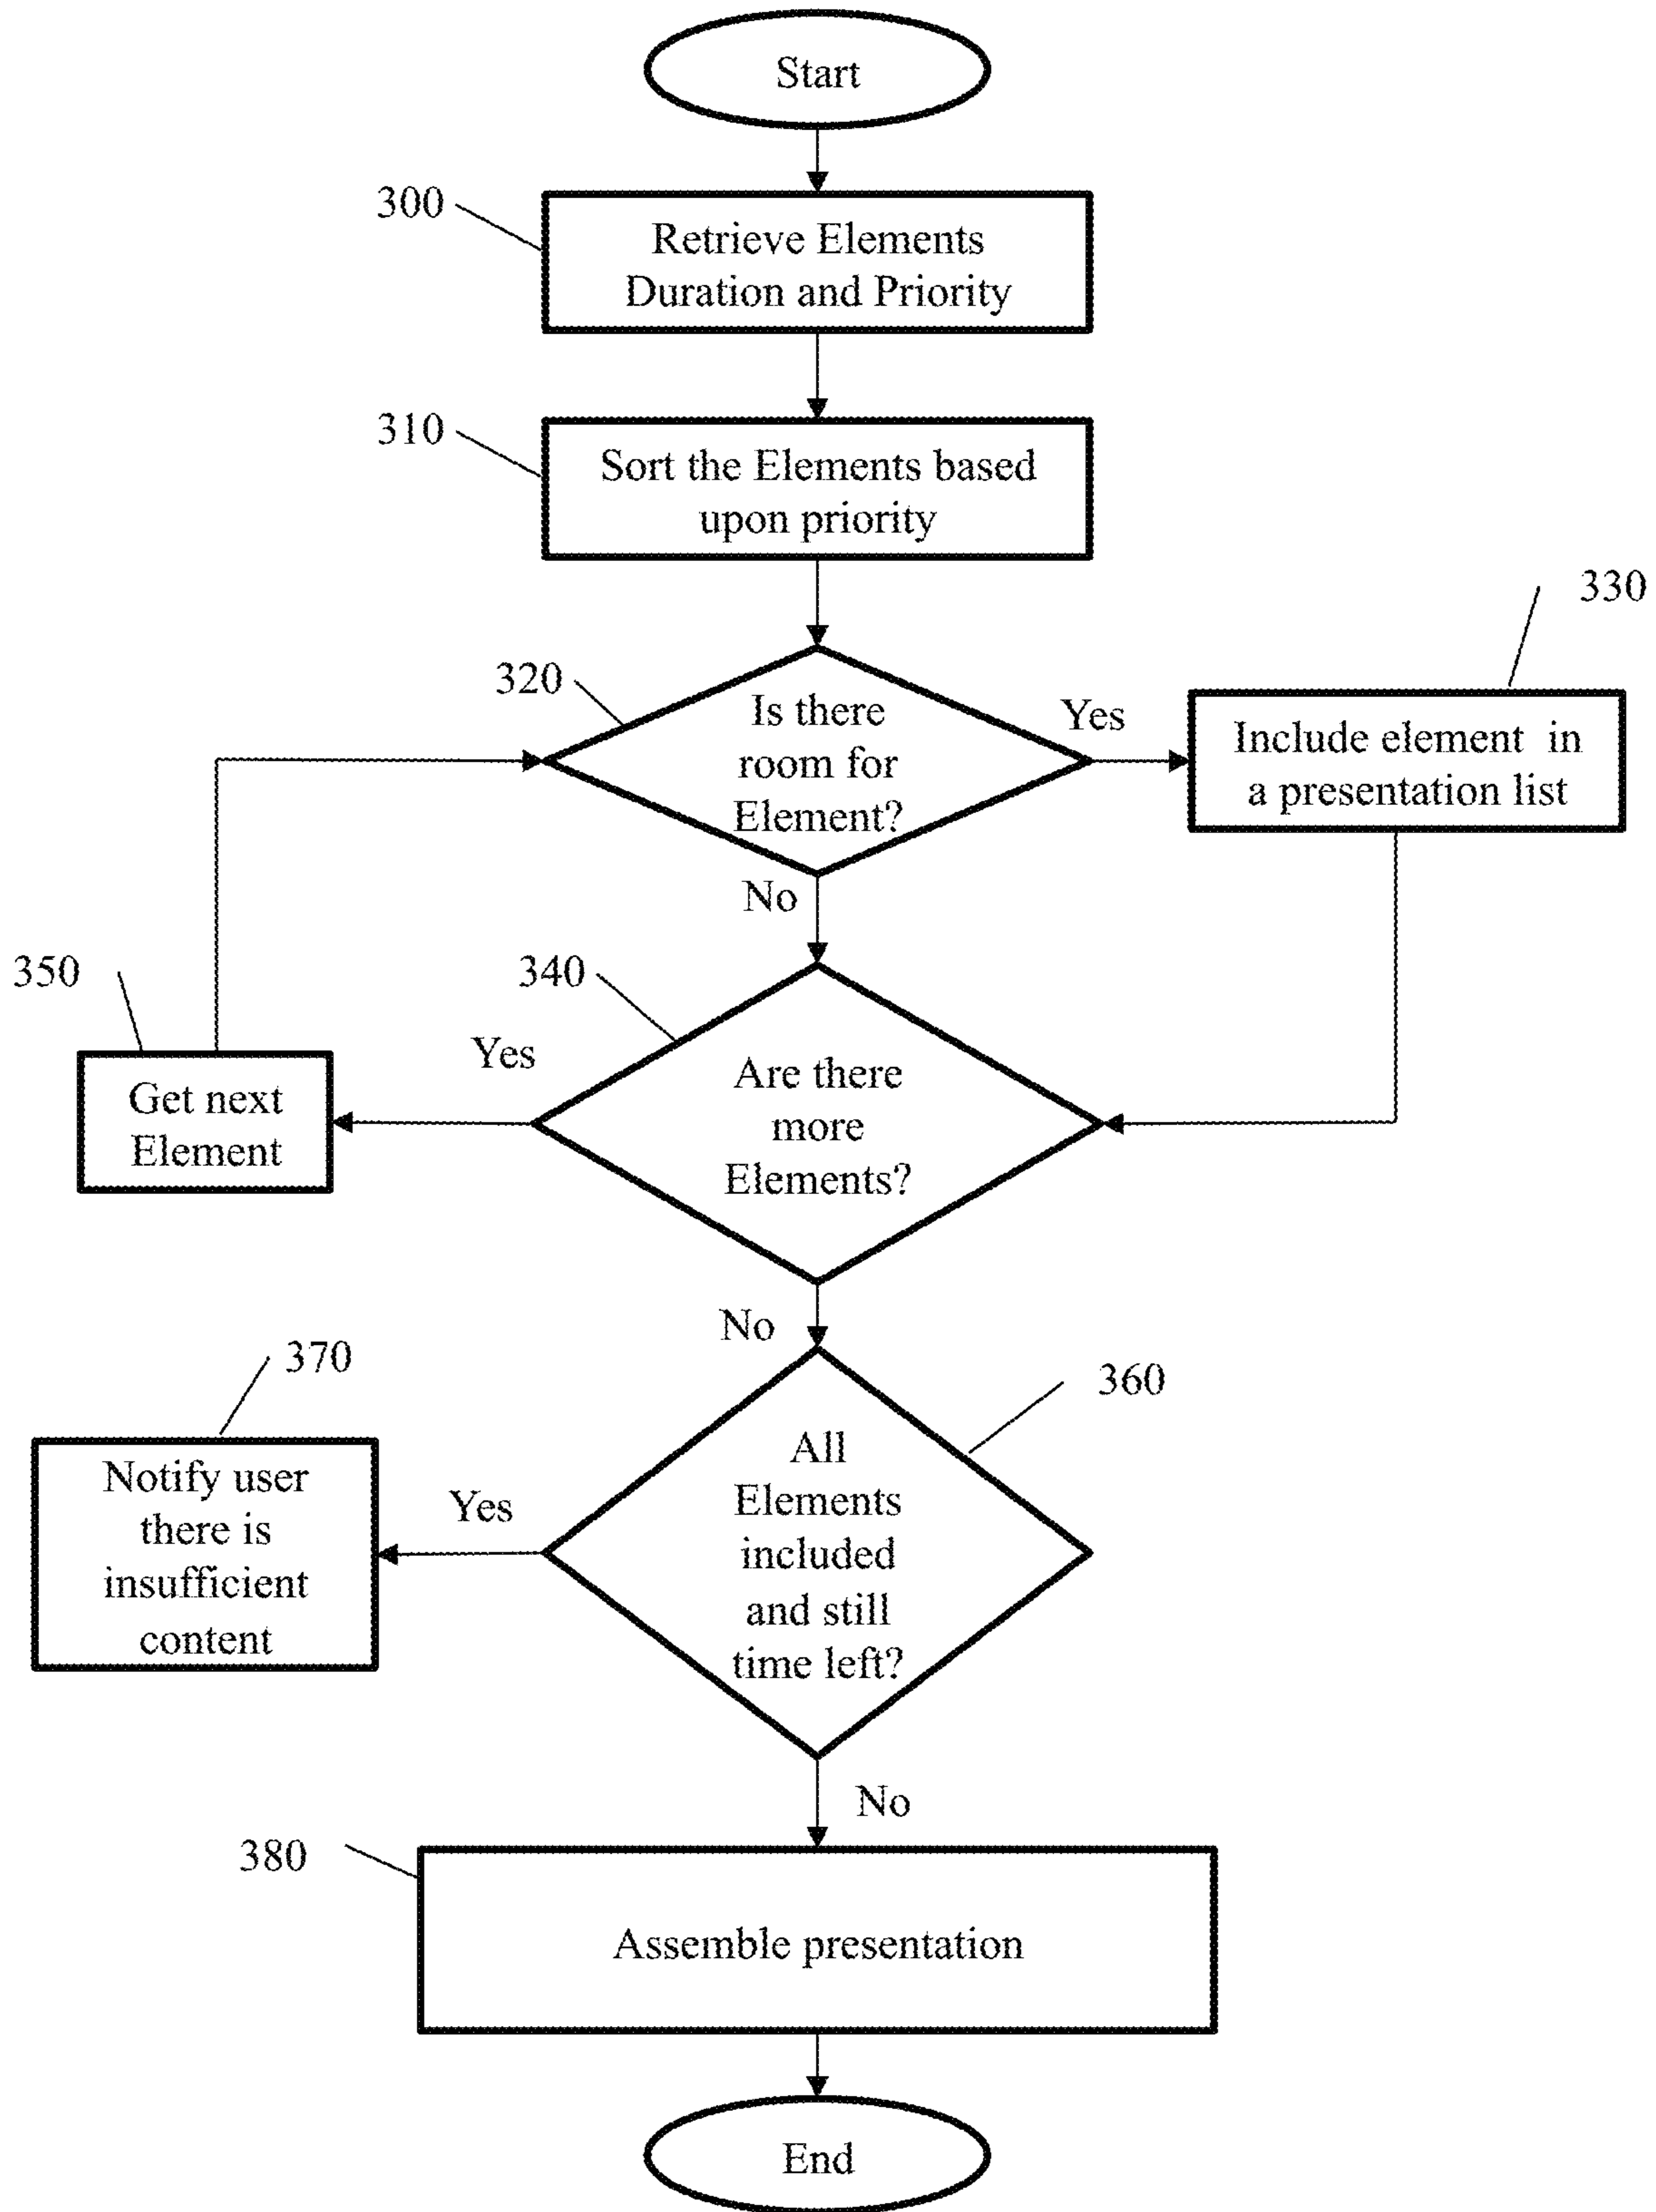 Start
300
Retrieve Elements
Duration and Priority
310
Sort the Elements based
upon priority
330
320
Is there
room for
Element?
Yes
Include element in
a presentation list
No
350
340
Yes
Get next
Element
Are there
more
Elements?
No
370
360
Notify user
there is
insufficient
content
Yes
All
Elements
included
and still
time left?
No
380
Assemble presentation
End